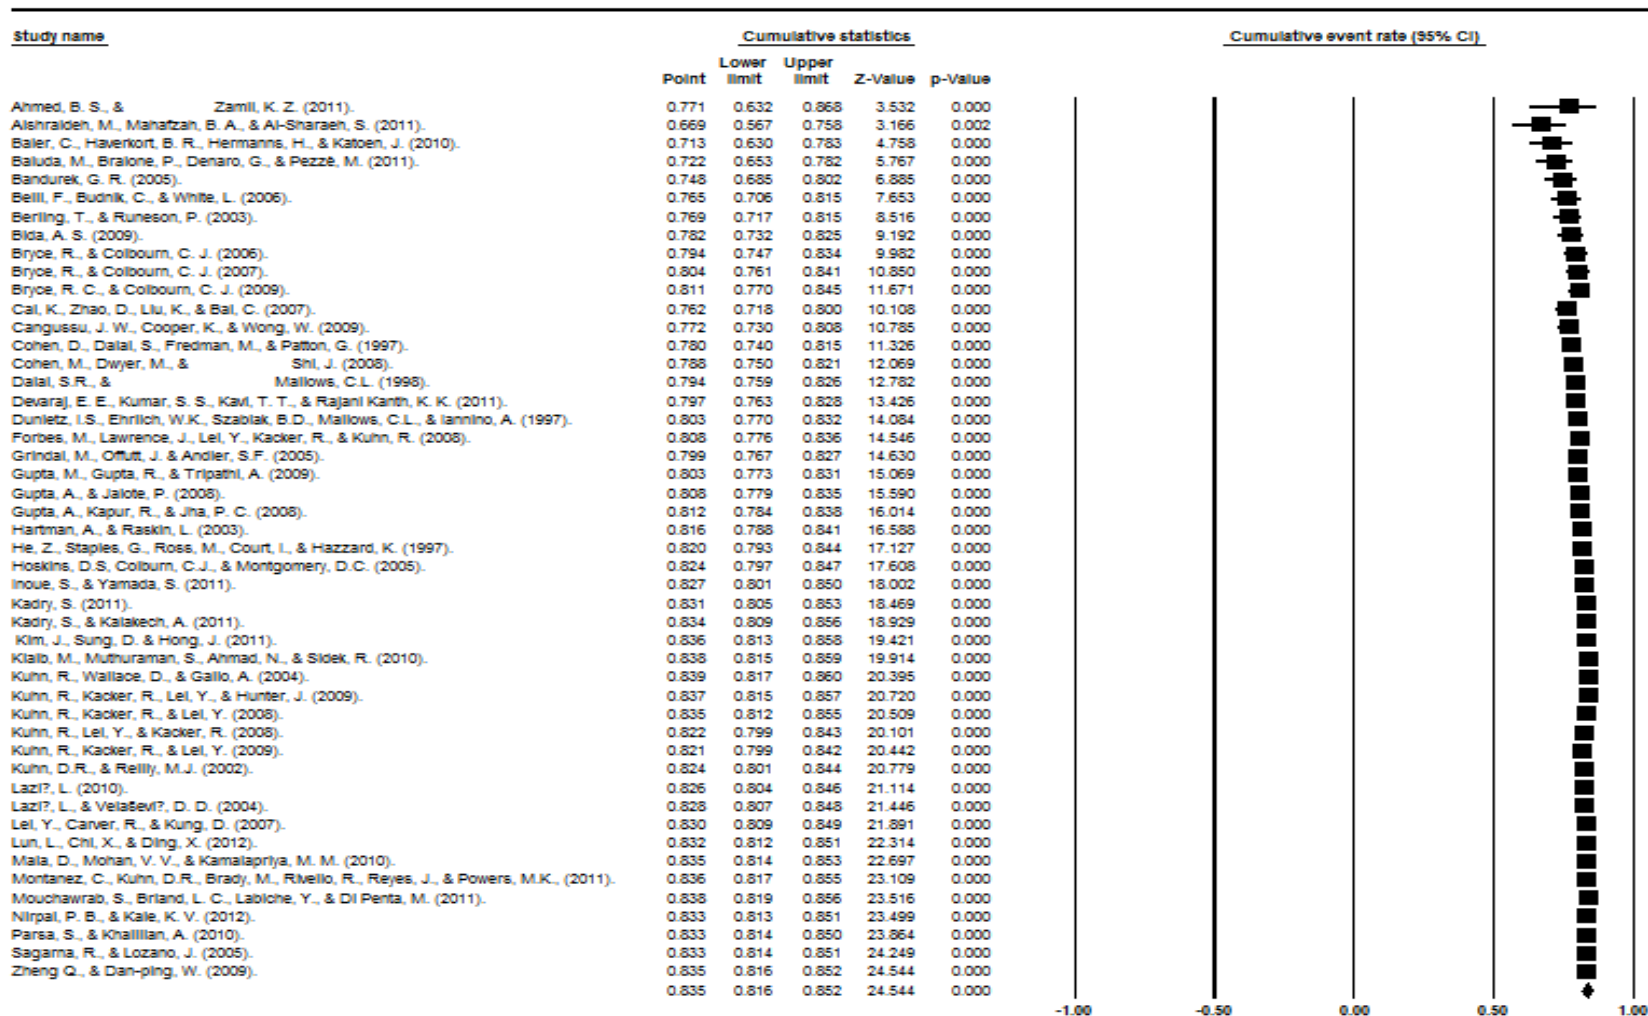 Study name Cumulative statistics Cumulative event rate (95% CI)
Lower Upper
Point limit limit Z-Value p-Value
Ahmed, B. S., & Zamli, K. Z. (2011). 0.771 0.632 0.868 3.532 0.000
Alshraideh, M., Mahafzah, B. A., & Al-Sharaeh, S. (2011). 0.669 0.567 0.758 3.166 0.002
Baier, C., Haverkort, B. R., Hermanns, H., & Katoen, J. (2010). 0.713 0.630 0.783 4.758 0.000
Baluda, M., Braione, P., Denaro, G., & Pezzè, M. (2011). 0.722 0.653 0.782 5.767 0.000
Bandurek, G. R. (2005). 0.748 0.685 0.802 6.885 0.000
Belli, F., Budnik, C., & White, L. (2006). 0.765 0.706 0.815 7.653 0.000
Berling, T., & Runeson, P. (2003). 0.769 0.717 0.815 8.516 0.000
Bida, A. S. (2009). 0.782 0.732 0.825 9.192 0.000
Bryce, R., & Colbourn, C. J. (2006). 0.794 0.747 0.834 9.982 0.000
Bryce, R., & Colbourn, C. J. (2007). 0.804 0.761 0.841 10.850 0.000
Bryce, R. C., & Colbourn, C. J. (2009). 0.811 0.770 0.845 11.671 0.000
Cai, K., Zhao, D., Liu, K., & Bai, C. (2007). 0.762 0.718 0.800 10.108 0.000
Cangussu, J. W., Cooper, K., & Wong, W. (2009). 0.772 0.730 0.808 10.785 0.000
Cohen, D., Dalal, S., Fredman, M., & Patton, G. (1997). 0.780 0.740 0.815 11.326 0.000
Cohen, M., Dwyer, M., & Shi, J. (2008). 0.788 0.750 0.821 12.069 0.000
Dalal, S.R., & Mallows, C.L. (1998). 0.794 0.759 0.826 12.782 0.000
Devaraj, E. E., Kumar, S. S., Kavi, T. T., & Rajani Kanth, K. K. (2011). 0.797 0.763 0.828 13.426 0.000
Dunietz, I.S., Ehrlich, W.K., Szablak, B.D., Mallows, C.L., & Iannino, A. (1997). 0.803 0.770 0.832 14.084 0.000
Forbes, M., Lawrence, J., Lei, Y., Kacker, R., & Kuhn, R. (2008). 0.808 0.776 0.836 14.546 0.000
Grindal, M., Offutt, J. & Andler, S.F. (2005). 0.799 0.767 0.827 14.630 0.000
Gupta, M., Gupta, R., & Tripathi, A. (2009). 0.803 0.773 0.831 15.069 0.000
Gupta, A., & Jalote, P. (2008). 0.808 0.779 0.835 15.590 0.000
Gupta, A., Kapur, R., & Jha, P. C. (2008). 0.812 0.784 0.838 16.014 0.000
Hartman, A., & Raskin, L. (2003). 0.816 0.788 0.841 16.588 0.000
He, Z., Staples, G., Ross, M., Court, I., & Hazzard, K. (1997). 0.820 0.793 0.844 17.127 0.000
Hoskins, D.S, Colburn, C.J., & Montgomery, D.C. (2005). 0.824 0.797 0.847 17.608 0.000
Inoue, S., & Yamada, S. (2011). 0.827 0.801 0.850 18.002 0.000
Kadry, S. (2011). 0.831 0.805 0.853 18.469 0.000
Kadry, S., & Kalakech, A. (2011). 0.834 0.809 0.856 18.929 0.000
Kim, J., Sung, D. & Hong, J. (2011). 0.836 0.813 0.858 19.421 0.000
Klaib, M., Muthuraman, S., Ahmad, N., & Sidek, R. (2010). 0.838 0.815 0.859 19.914 0.000
Kuhn, R., Wallace, D., & Gallo, A. (2004). 0.839 0.817 0.860 20.395 0.000
Kuhn, R., Kacker, R., Lei, Y., & Hunter, J. (2009). 0.837 0.815 0.857 20.720 0.000
Kuhn, R., Kacker, R., & Lei, Y. (2008). 0.835 0.812 0.855 20.509 0.000
Kuhn, R., Lei, Y., & Kacker, R. (2008). 0.822 0.799 0.843 20.101 0.000
Kuhn, R., Kacker, R., & Lei, Y. (2009). 0.821 0.799 0.842 20.442 0.000
Kuhn, D.R., & Reilly, M.J. (2002). 0.824 0.801 0.844 20.779 0.000
Lazi?, L. (2010). 0.826 0.804 0.846 21.114 0.000
Lazi?, L., & Velaševi?, D. D. (2004). 0.828 0.807 0.848 21.446 0.000
Lei, Y., Carver, R., & Kung, D. (2007). 0.830 0.809 0.849 21.891 0.000
Lun, L., Chi, X., & Ding, X. (2012). 0.832 0.812 0.851 22.314 0.000
Mala, D., Mohan, V. V., & Kamalapriya, M. M. (2010). 0.835 0.814 0.853 22.697 0.000
Montanez, C., Kuhn, D.R., Brady, M., Rivello, R., Reyes, J., & Powers, M.K., (2011). 0.836 0.817 0.855 23.109 0.000
Mouchawrab, S., Briand, L. C., Labiche, Y., & Di Penta, M. (2011). 0.838 0.819 0.856 23.516 0.000
Nirpal, P. B., & Kale, K. V. (2012). 0.833 0.813 0.851 23.499 0.000
Parsa, S., & Khalilian, A. (2010). 0.833 0.814 0.850 23.864 0.000
Sagarna, R., & Lozano, J. (2005). 0.833 0.814 0.851 24.249 0.000
Zheng Q., & Dan-ping, W. (2009). 0.835 0.816 0.852 24.544 0.000
0.835 0.816 0.852 24.544 0.000
-1.00 -0.50 0.00 0.50 1.00